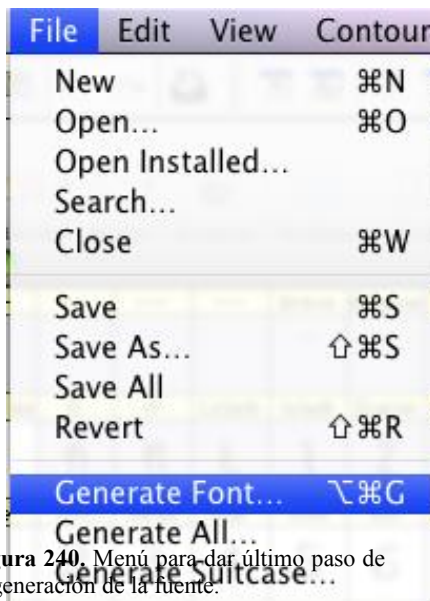 File Edit View Contour
New ⌘N
Open... ⌘O
Open Installed...
Search...
Close ⌘W
Save ⌘S
Save As... ⇧⌘S
Save All
Revert ⇧⌘R
Generate Font... ⌥⌘G
Generate All...
gura 240. Menú para dar último paso de
Generate Suitcase...
generación de la fuente.